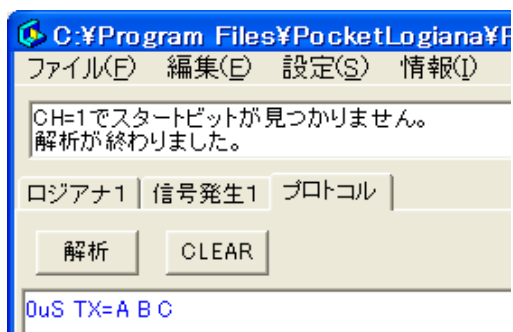 C:¥Program Files¥PocketLogiana¥
ファイル(F) 編集(E) 設定(S) 情報(I)
CH=1でスタートビットが見つかりません。
解析が終わりました。
ロジアナ1 信号発生1 プロトコル
解析 CLEAR
0uS TX=A B C